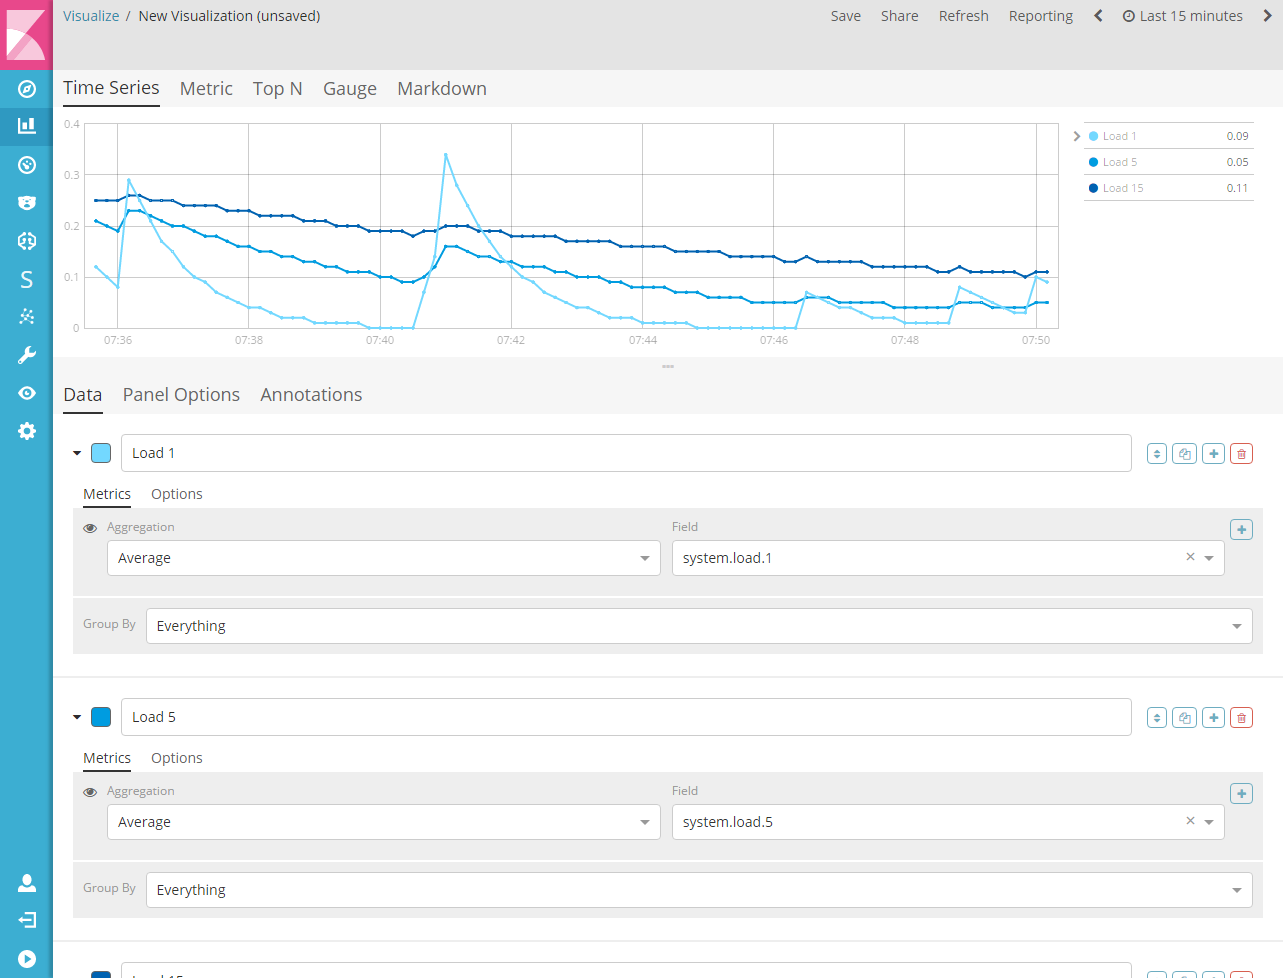 Visualize / New Visualization (unsaved)
Save Share Refresh Reporting Last 15 minutes
Time Series Metric Top N Gauge Markdown
0.4
0.3
0.2
0.1
0
07:36 07:38 07:40 07:42 07:44 07:46 07:48 07:50
Load 1 0.09
Load 5 0.05
Load 15 0.11
Data Panel Options Annotations
Load 1
Metrics Options
Aggregation Field
Average system.load.1
Group By Everything
Load 5
Metrics Options
Aggregation Field
Average system.load.5
Group By Everything
Load 15